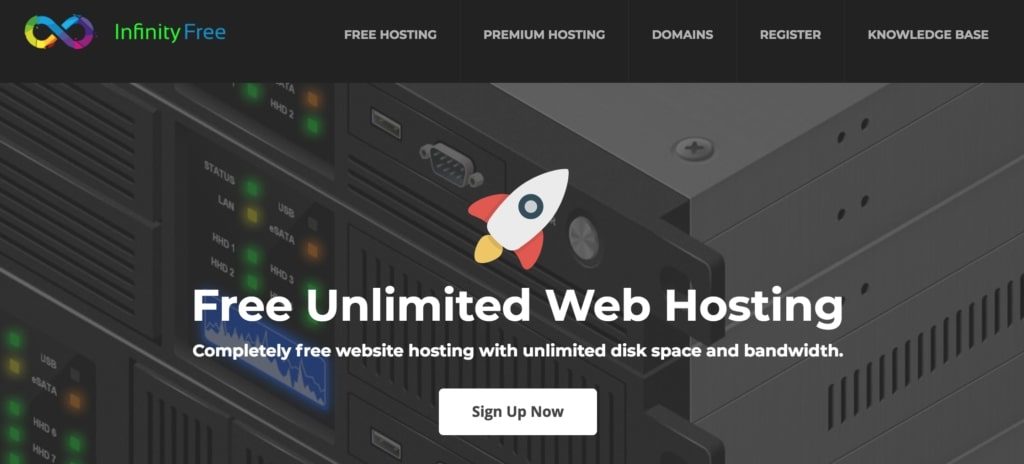 InfinityFree
FREE HOSTING
PREMIUM HOSTING
DOMAINS
REGISTER
KNOWLEDGE BASE
SATA
HHD 2
STATUS
LAN
USB
eSATA
HHD 1
HHD 2
HHD 3
Free Unlimited Web Hosting
Completely free website hosting with unlimited disk space and bandwidth.
USB
eSATA
Sign Up Now
HHD 6
HHD 7